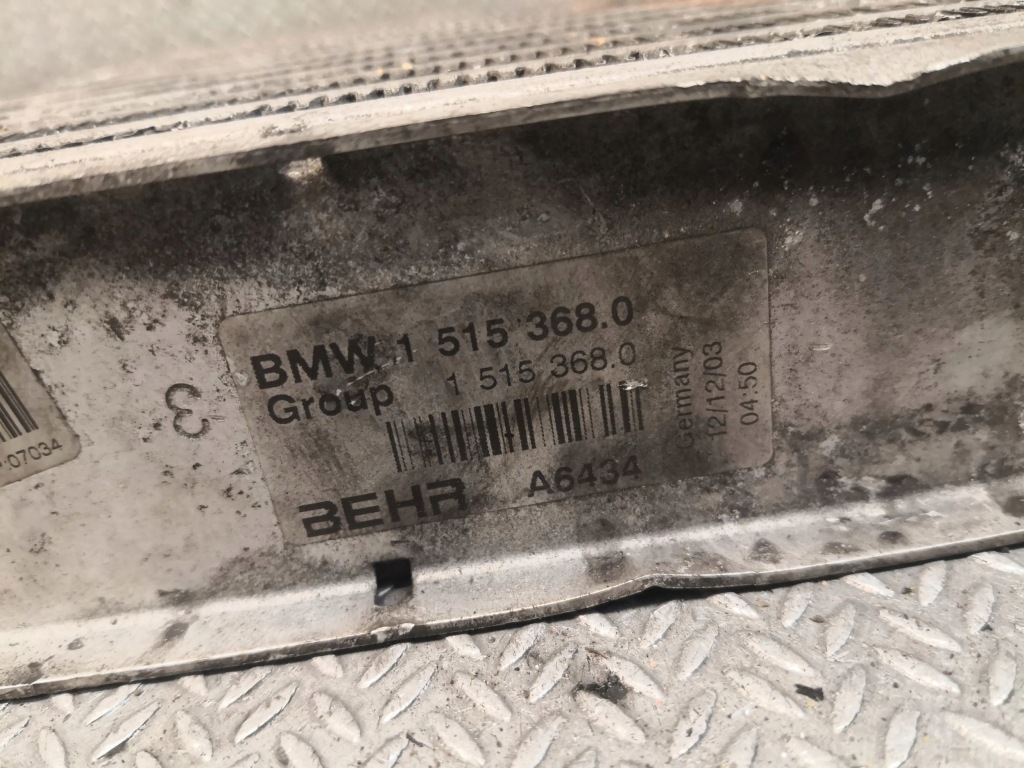 BMW 1 515 368.0
Group 1 515 368.0
BEHR A6434
Germany
12/12/03
04:50
3
07034